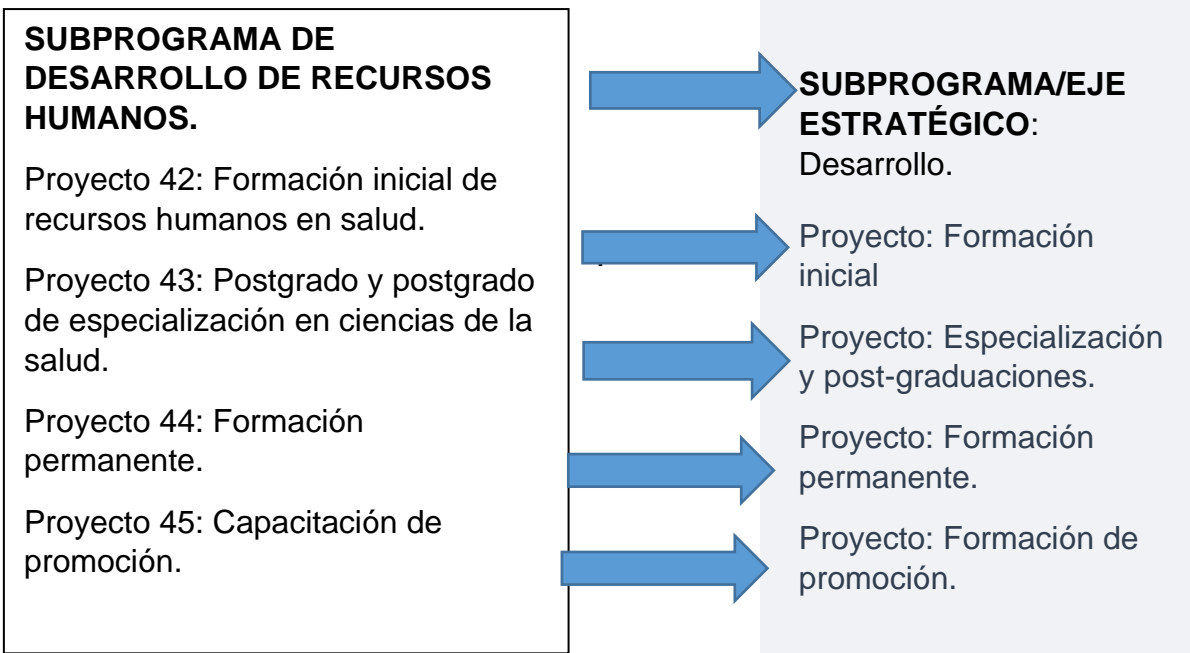 SUBPROGRAMA DE
DESARROLLO DE RECURSOS
HUMANOS.
Proyecto 42: Formación inicial de
recursos humanos en salud.
Proyecto 43: Postgrado y postgrado
de especialización en ciencias de la
salud.
Proyecto 44: Formación
permanente.
Proyecto 45: Capacitación de
promoción.
SUBPROGRAMA/EJE
ESTRATÉGICO:
Desarrollo.
Proyecto: Formación
inicial
Proyecto: Especialización
y post-graduaciones.
Proyecto: Formación
permanente.
Proyecto: Formación de
promoción.